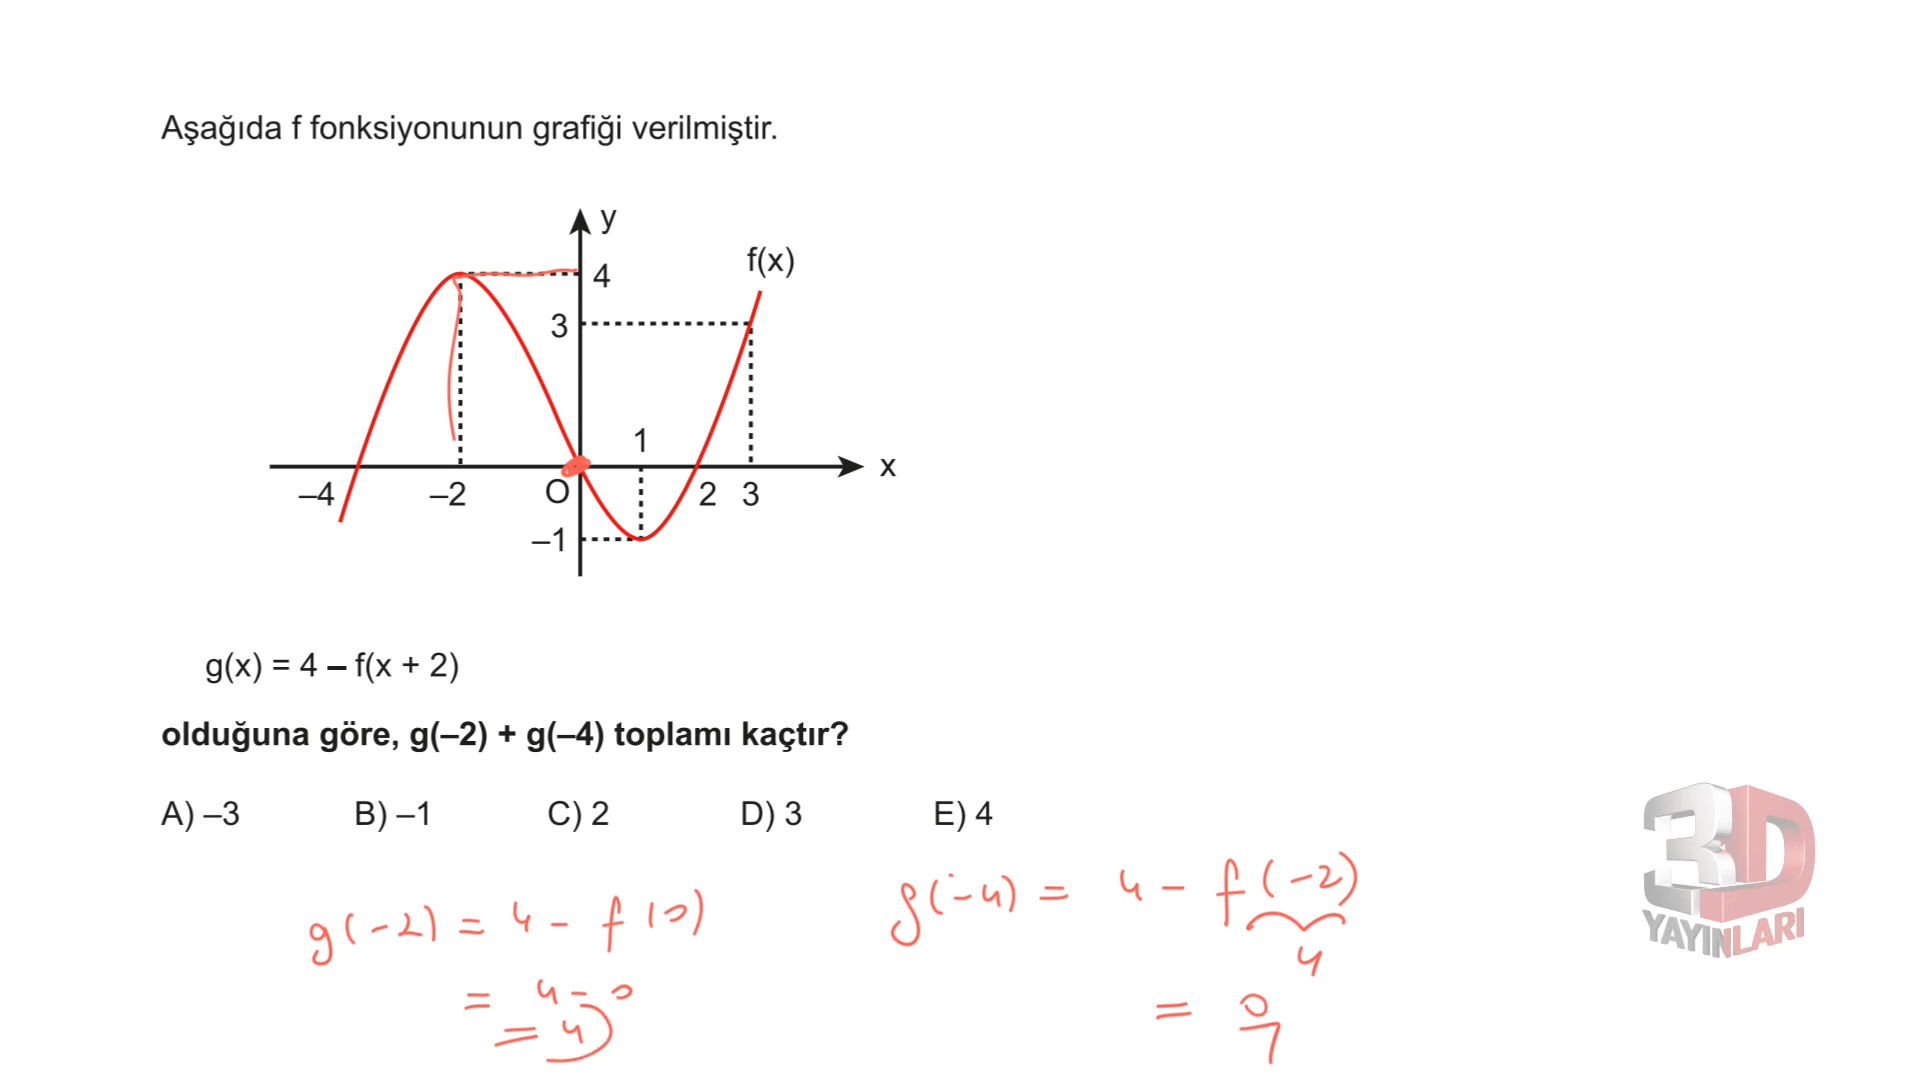 Aşağıda f fonksiyonunun grafiği verilmiştir.
y
f(x)
4
3
1
x
–4
–2
O
2
3
–1
g(x) = 4 – f(x + 2)
olduğuna göre, g(–2) + g(–4) toplamı kaçtır?
A) –3 B) –1 C) 2 D) 3 E) 4
g(-2) = 4 - f(0)
= 4 - 0
= 4
g(-4) = 4 - f(-2)
4
= 0
3D
YAYINLARI